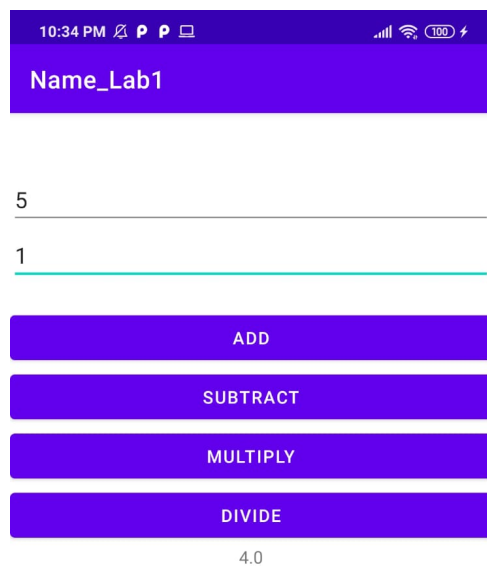 10:34 PM P P 100
Name_Lab1
5
1
ADD
SUBTRACT
MULTIPLY
DIVIDE
4.0